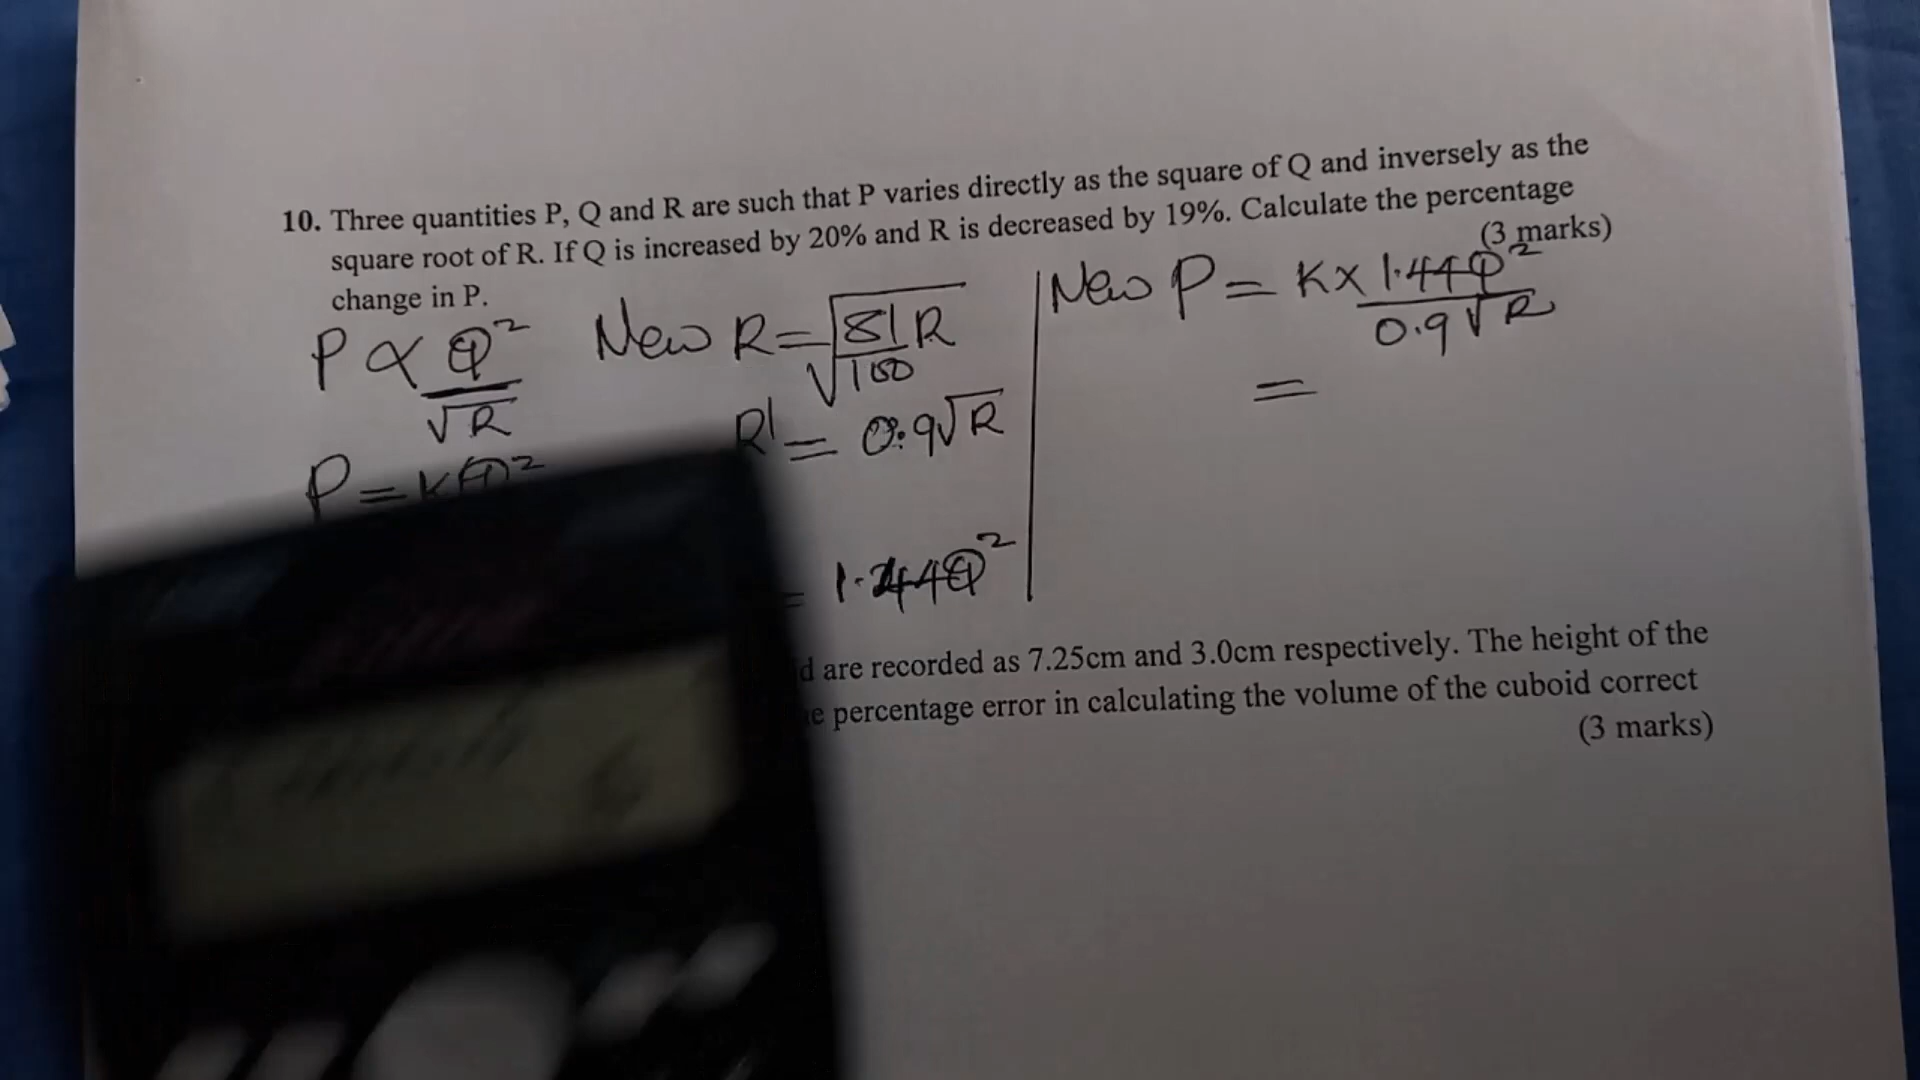 10. Three quantities P, Q and R are such that P varies directly as the square of Q and inversely as the
square root of R. If Q is increased by 20% and R is decreased by 19%. Calculate the percentage
change in P.
(3 marks)
P ∝ Q²
√R
P = KQ²
New R = √81R
√100
R' = 0.9√R
= 1.44Q²
New P = K x 1.44Q²
0.9√R
=
d are recorded as 7.25cm and 3.0cm respectively. The height of the
e percentage error in calculating the volume of the cuboid correct
(3 marks)